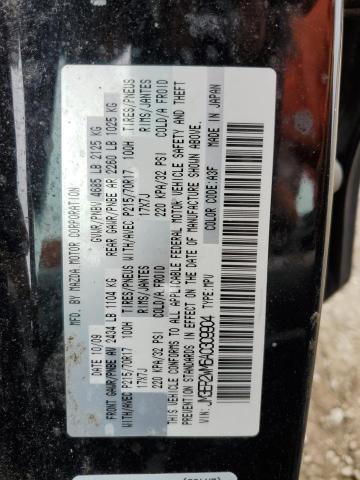 MFD. BY MAZDA MOTOR CORPORATION
DATE: 10/09 GVWR/PNBV 4685 LB 2125 KG
FRONT GAWR/PNBE AV 2434 LB 1104 KG REAR GAWR/PNBE AR 2260 LB 1025 KG
WITH/AVEC P215/70R17 100H TIRES/PNEUS WITH/AVEC P215/70R17 100H TIRES/PNEUS
17X7J RIMS/JANTES 17X7J RIMS/JANTES
220 KPA/32 PSI COLD/A FROID 220 KPA/32 PSI COLD/A FROID
THIS VEHICLE CONFORMS TO ALL APPLICABLE FEDERAL MOTOR VEHICLE SAFETY AND THEFT
PREVENTION STANDARDS IN EFFECT ON THE DATE OF MANUFACTURE SHOWN ABOVE.
VIN: JM3ER2WM6A0303904 TYPE: MPV COLOR CODE: A3F MADE IN JAPAN